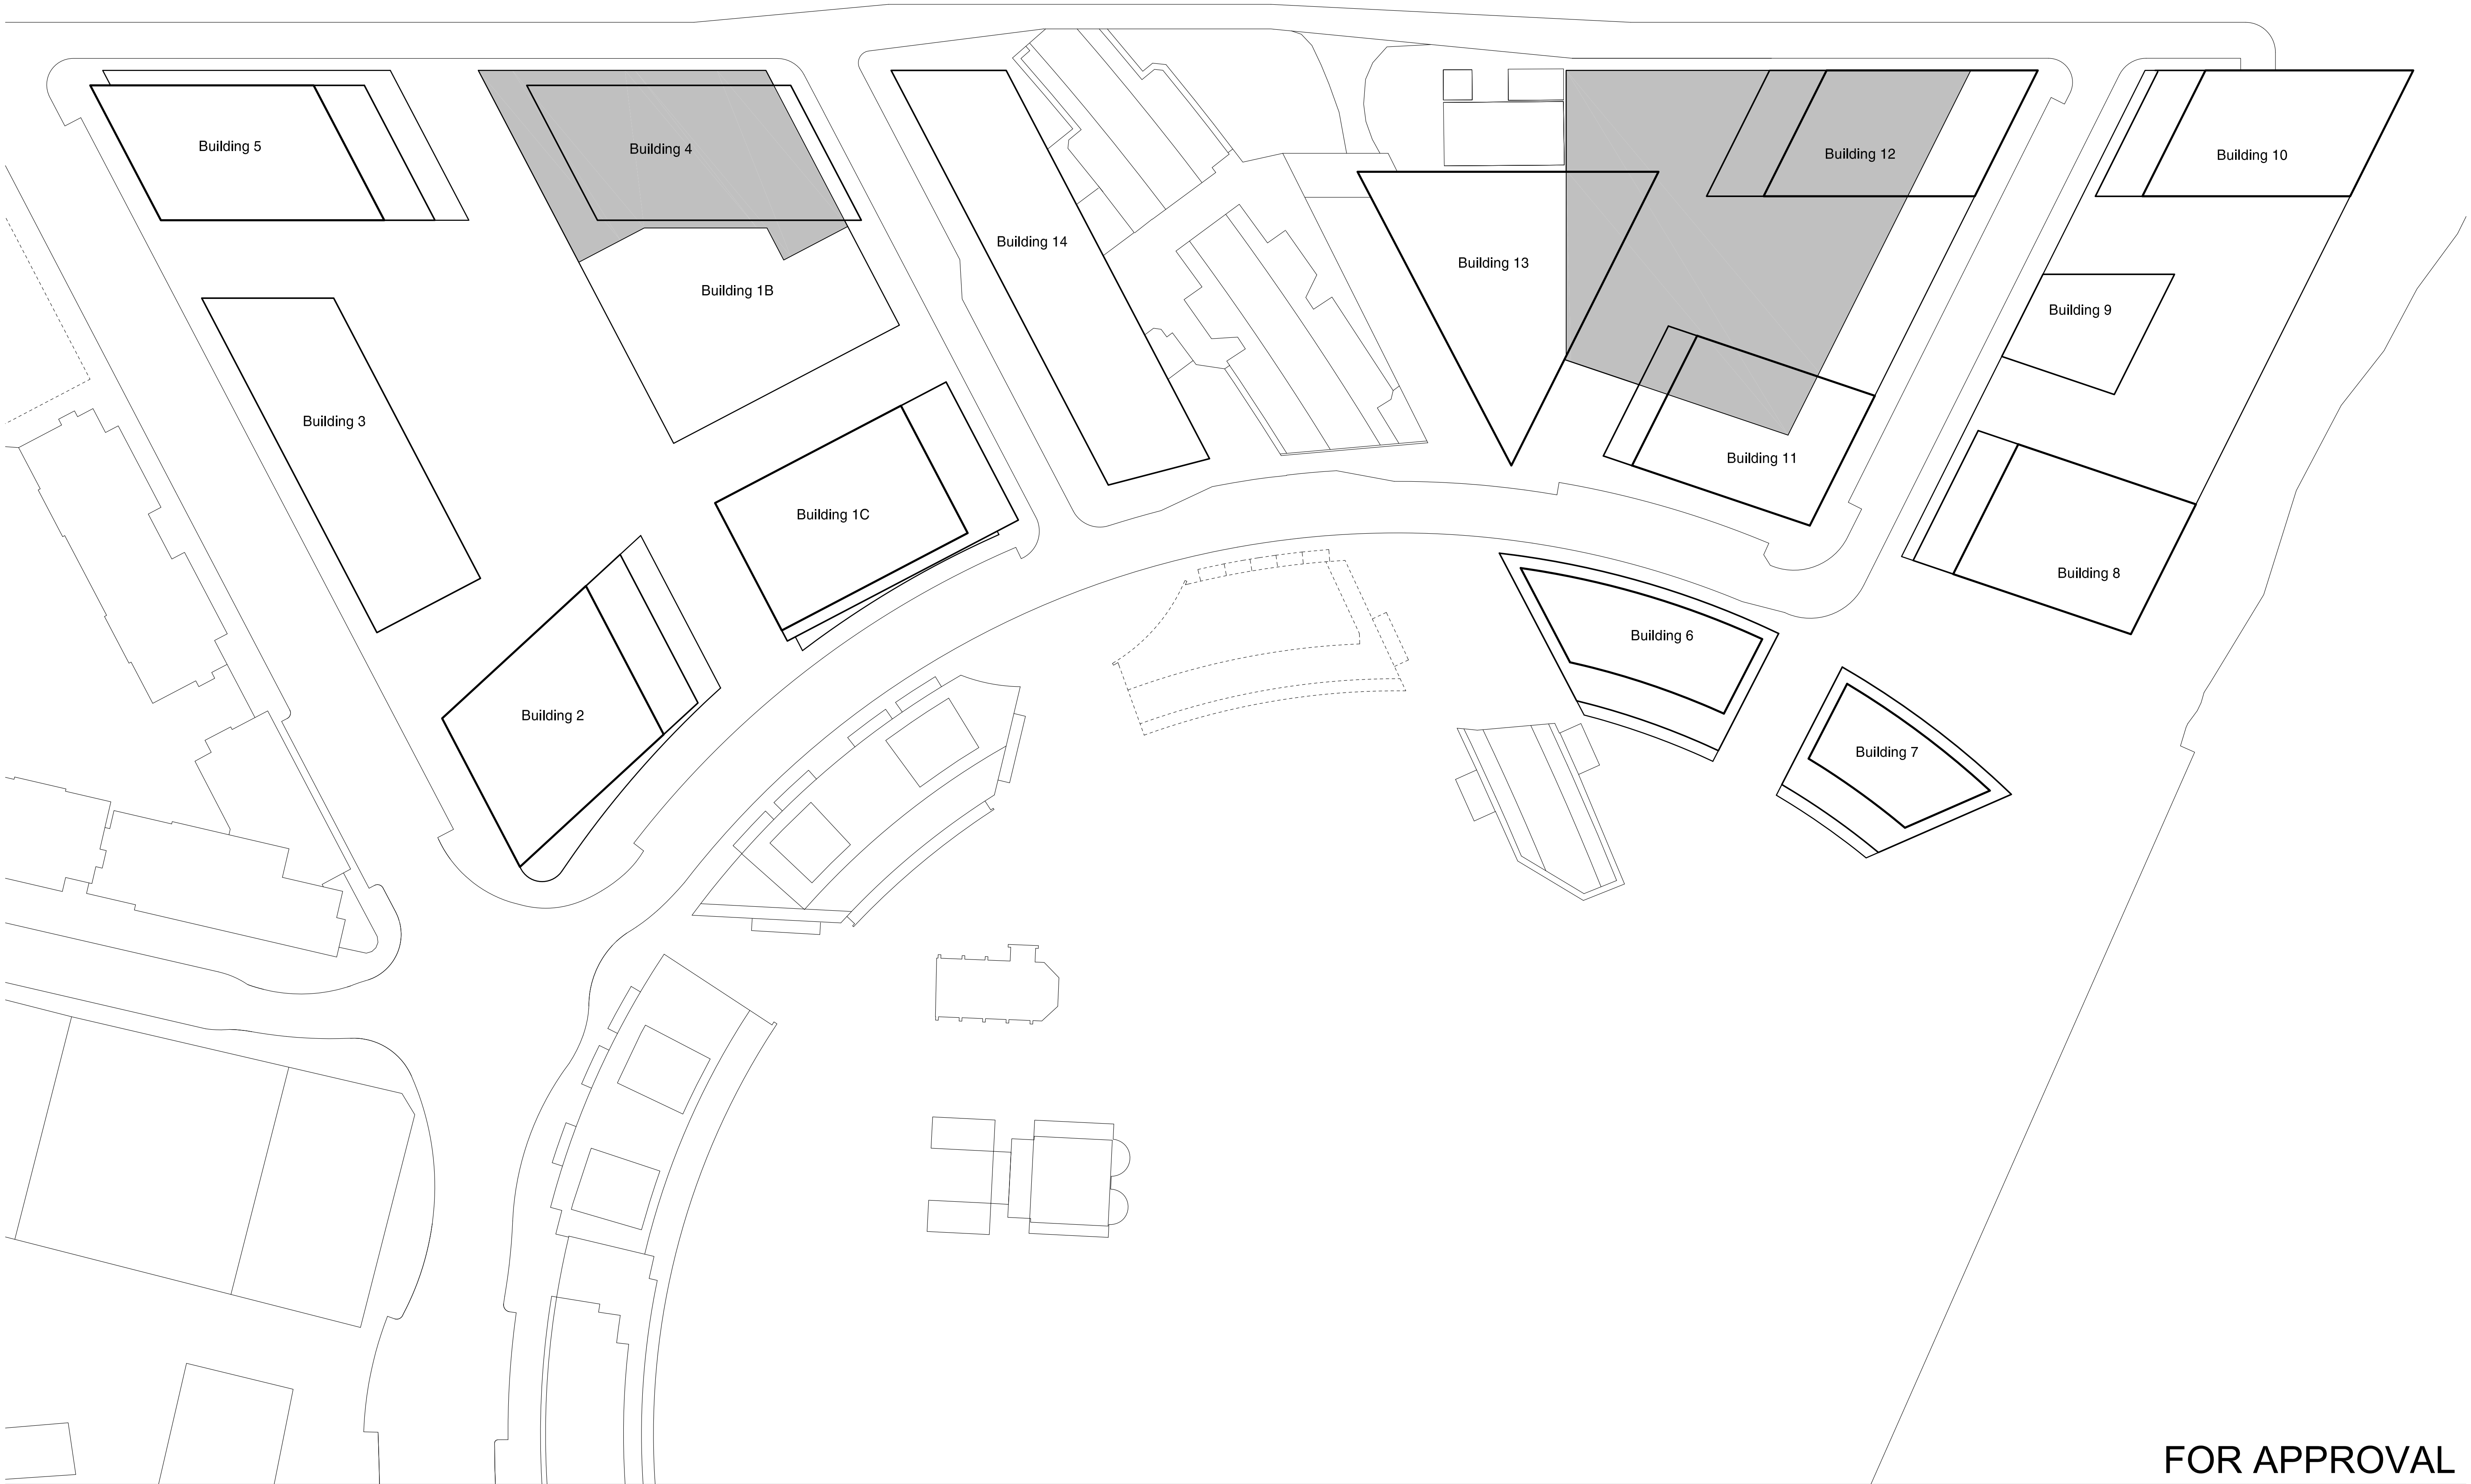 Building 5
Building 4
Building 12
Building 10
Building 14
Building 13
Building 1B
Building 9
Building 3
Building 11
Building 1C
Building 8
Building 6
Building 2
Building 7
FOR APPROVAL